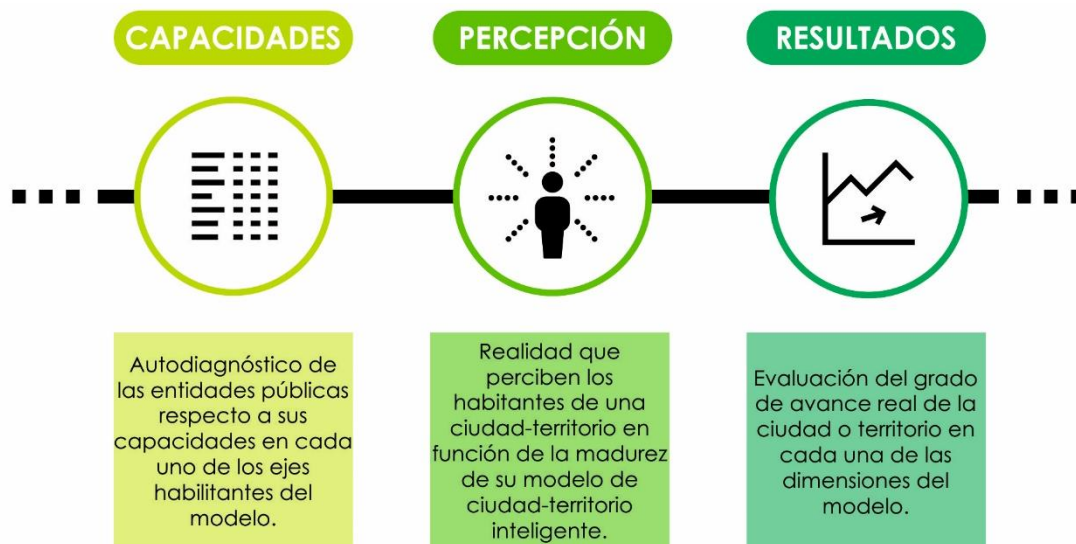 CAPACIDADES
PERCEPCIÓN
RESULTADOS
Autodiagnóstico de
las entidades públicas
respecto a sus
capacidades en cada
uno de los ejes
habilitantes del
modelo.
Realidad que
perciben los
habitantes de una
ciudad-territorio en
función de la madurez
de su modelo de
ciudad-territorio
inteligente.
Evaluación del grado
de avance real de la
ciudad o territorio en
cada una de las
dimensiones del
modelo.